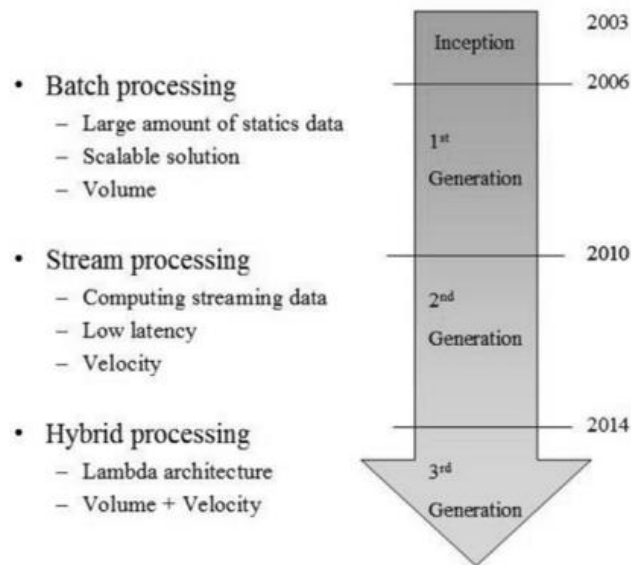 2003
Inception
2006
• Batch processing
– Large amount of statics data
– Scalable solution
– Volume
1st
Generation
2010
• Stream processing
– Computing streaming data
– Low latency
– Velocity
2nd
Generation
2014
• Hybrid processing
– Lambda architecture
– Volume + Velocity
3rd
Generation